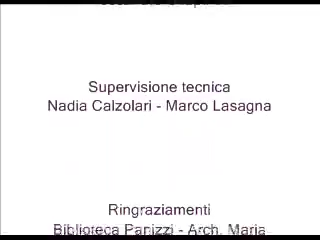 Supervisione tecnica
Nadia Calzolari - Marco Lasagna
Ringraziamenti
Biblioteca Panizzi - Arch. Maria